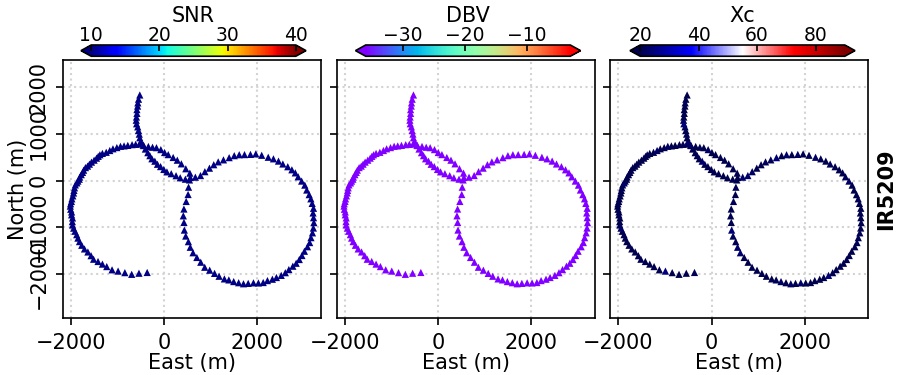 SNR DBV Xc
10 20 30 40 −30 −20 −10 20 40 60 80
North (m)
2000
1000
0
−1000
−2000
IR5209
−2000 0 2000 −2000 0 2000 −2000 0 2000
East (m) East (m) East (m)